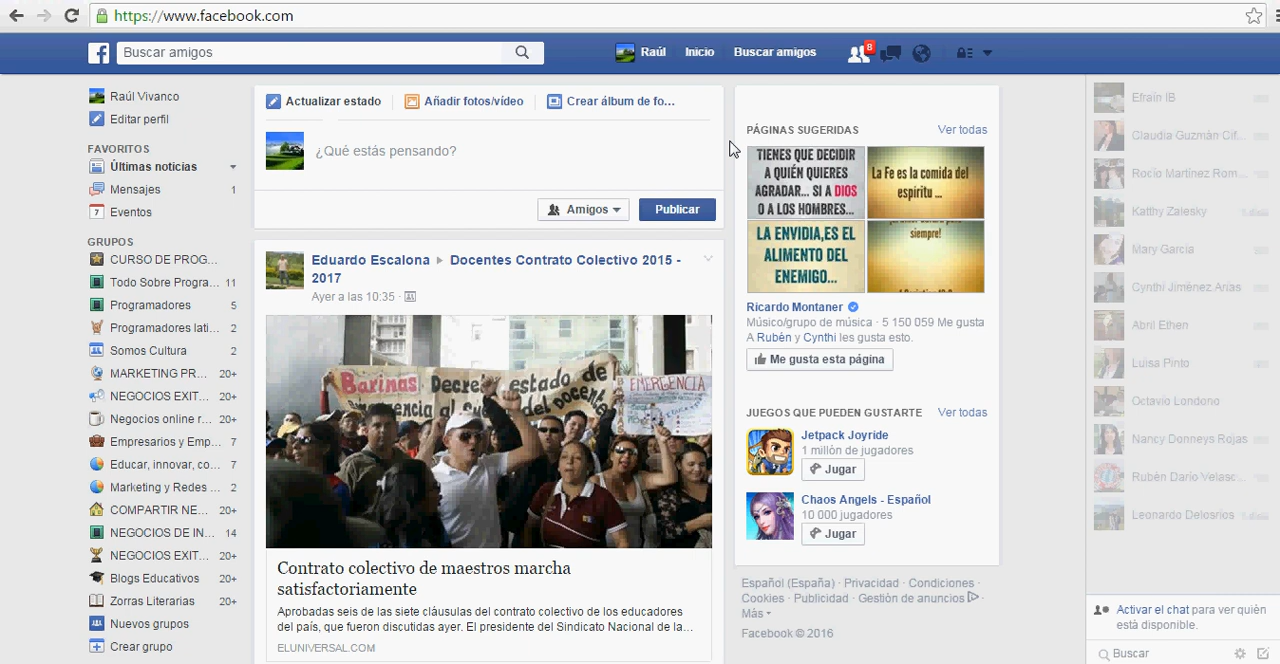 https://www.facebook.com
Buscar amigos
Raúl
Inicio
Buscar amigos
8
Raúl Vivanco
Editar perfil
FAVORITOS
Últimas noticias
Mensajes 1
Eventos
GRUPOS
CURSO DE PROG...
Todo Sobre Progra... 11
Programadores 5
Programadores lati... 2
Somos Cultura 2
MARKETING PR... 20+
NEGOCIOS EXIT... 20+
Negocios online r... 20+
Empresarios y Emp... 7
Educar, innovar, co... 7
Marketing y Redes ... 2
COMPARTIR NE... 20+
NEGOCIOS DE IN... 14
NEGOCIOS EXIT... 20+
Blogs Educativos 20+
Zorras Literarias 20+
Nuevos grupos
Crear grupo
Actualizar estado
Añadir fotos/vídeo
Crear álbum de fo...
¿Qué estás pensando?
Amigos
Publicar
Eduardo Escalona ▸ Docentes Contrato Colectivo 2015 -
2017
Ayer a las 10:35 ·
Barinas Decre estado de
EMERGENCIA
del Docente
Contrato colectivo de maestros marcha
satisfactoriamente
Aprobadas seis de las siete cláusulas del contrato colectivo de los educadores
del país, que fueron discutidas ayer. El presidente del Sindicato Nacional de la...
ELUNIVERSAL.COM
PÁGINAS SUGERIDAS
Ver todas
TIENES QUE DECIDIR
A QUIÉN QUIERES
AGRADAR... SI A DIOS
O A LOS HOMBRES...
La Fe es la comida del
espíritu ...
LA ENVIDIA,ES EL
ALIMENTO DEL
ENEMIGO...
siempre!
Ricardo Montaner
Músico/grupo de música · 5 150 059 Me gusta
A Rubén y Cynthi les gusta esto.
Me gusta esta página
JUEGOS QUE PUEDEN GUSTARTE
Ver todas
Jetpack Joyride
1 millón de jugadores
Jugar
Chaos Angels - Español
10 000 jugadores
Jugar
Español (España) · Privacidad · Condiciones ·
Cookies · Publicidad · Gestión de anuncios ·
Más
Facebook © 2016
Efraín IB
Claudia Guzmán Cif...
Rocío Martínez Rom...
Katthy Zalesky
Mary García
Cynthi Jiménez Arias
Abril Ethen
Luisa Pinto
Octavio Londono
Nancy Donneys Rojas
Rubén Darío Velasc...
Leonardo Delosrios
Activar el chat para ver quién
está disponible.
Buscar